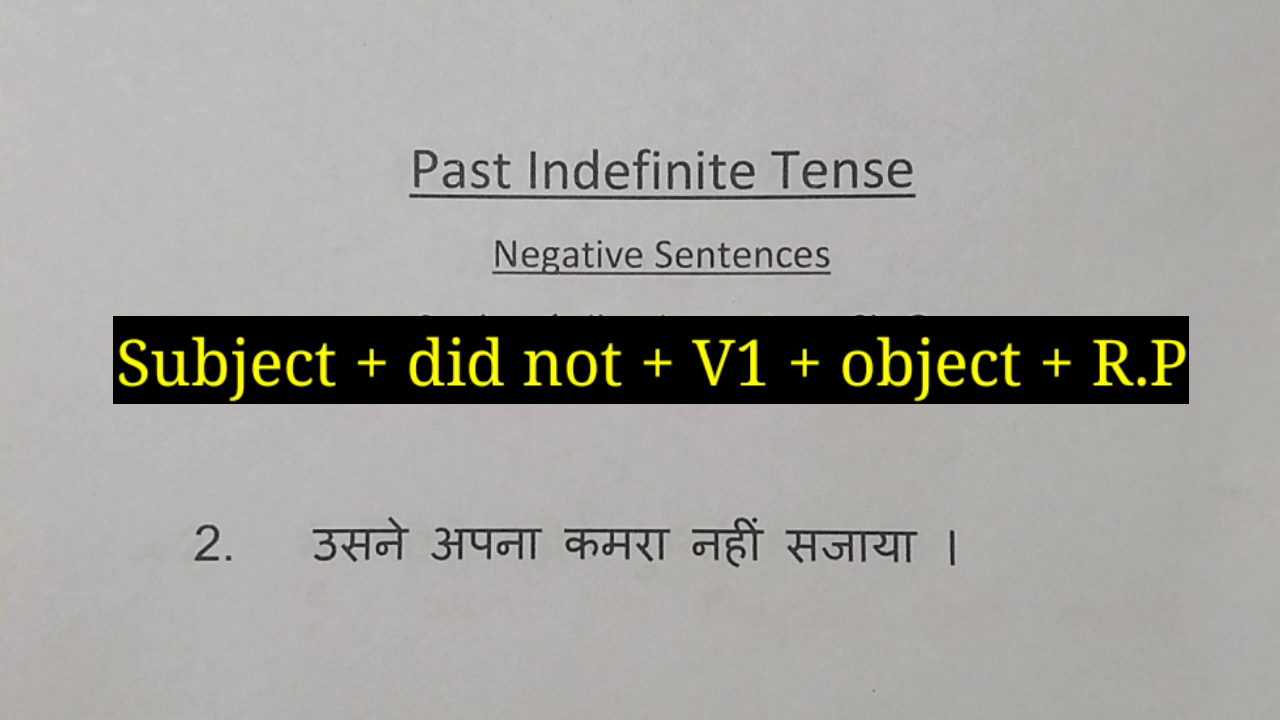 Past Indefinite Tense
Negative Sentences
Subject + did not + V1 + object + R.P
2. उसने अपना कमरा नहीं सजाया ।